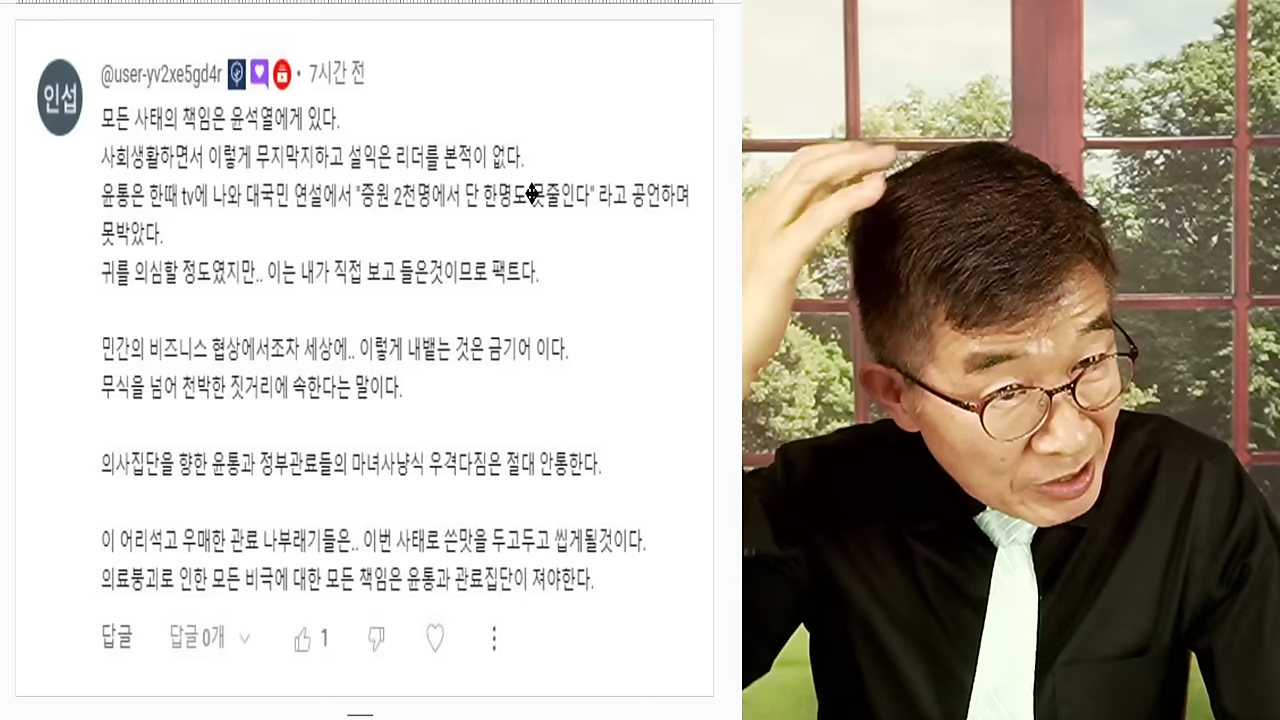 인섭
@user-yv2xe5gd4r • 7시간 전
모든 사태의 책임은 윤석열에게 있다.
사회생활하면서 이렇게 무지막지하고 설익은 리더를 본적이 없다.
윤통은 한때 tv에 나와 대국민 연설에서 "증원 2천명에서 단 한명도못줄인다" 라고 공언하며
못박았다.
귀를 의심할 정도였지만.. 이는 내가 직접 보고 들은것이므로 팩트다.
민간의 비즈니스 협상에서조차 세상에.. 이렇게 내뱉는 것은 금기어 이다.
무식을 넘어 천박한 짓거리에 속한다는 말이다.
의사집단을 향한 윤통과 정부관료들의 마녀사냥식 우격다짐은 절대 안통한다.
이 어리석고 우매한 관료 나부래기들은.. 이번 사태로 쓴맛을 두고두고 씹게될것이다.
의료붕괴로 인한 모든 비극에 대한 모든 책임은 윤통과 관료집단이 져야한다.
답글 답글 0개 1